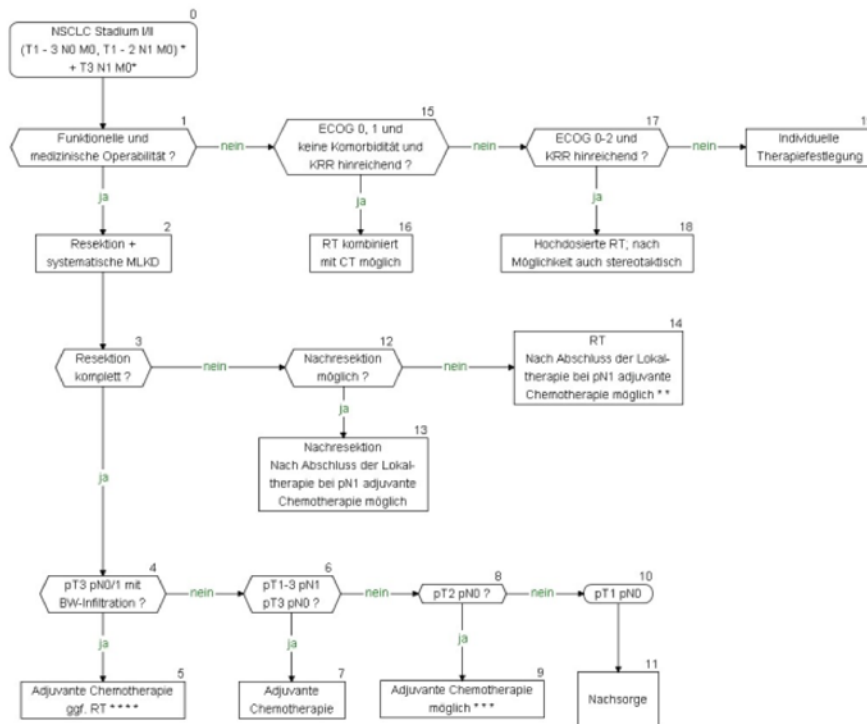 0
NSCLC Stadium I/II
(T1 - 3 N0 M0, T1 - 2 N1 M0) *
+ T3 N1 M0*
1
Funktionelle und
medizinische Operabilität ?
nein
15
ECOG 0, 1 und
keine Komorbidität und
KRR hinreichend ?
nein
17
ECOG 0-2 und
KRR hinreichend ?
nein
Individuelle
Therapiefestlegung
ja
ja
ja
2
Resektion +
systematische MLKD
16
RT kombiniert
mit CT möglich
18
Hochdosierte RT; nach
Möglichkeit auch stereotaktisch
3
Resektion
komplett ?
nein
12
Nachresektion
möglich ?
nein
14
RT
Nach Abschluss der Lokal-
therapie bei pN1 adjuvante
Chemotherapie möglich * *
ja
13
Nachresektion
Nach Abschluss der Lokal-
therapie bei pN1 adjuvante
Chemotherapie möglich
ja
4
pT3 pN0/1 mit
BW-Infiltration ?
nein
6
pT1-3 pN1
pT3 pN0 ?
nein
8
pT2 pN0 ?
nein
10
pT1 pN0
ja
ja
ja
5
Adjuvante Chemotherapie
ggf. RT * * * *
7
Adjuvante
Chemotherapie
9
Adjuvante Chemotherapie
möglich * * *
11
Nachsorge